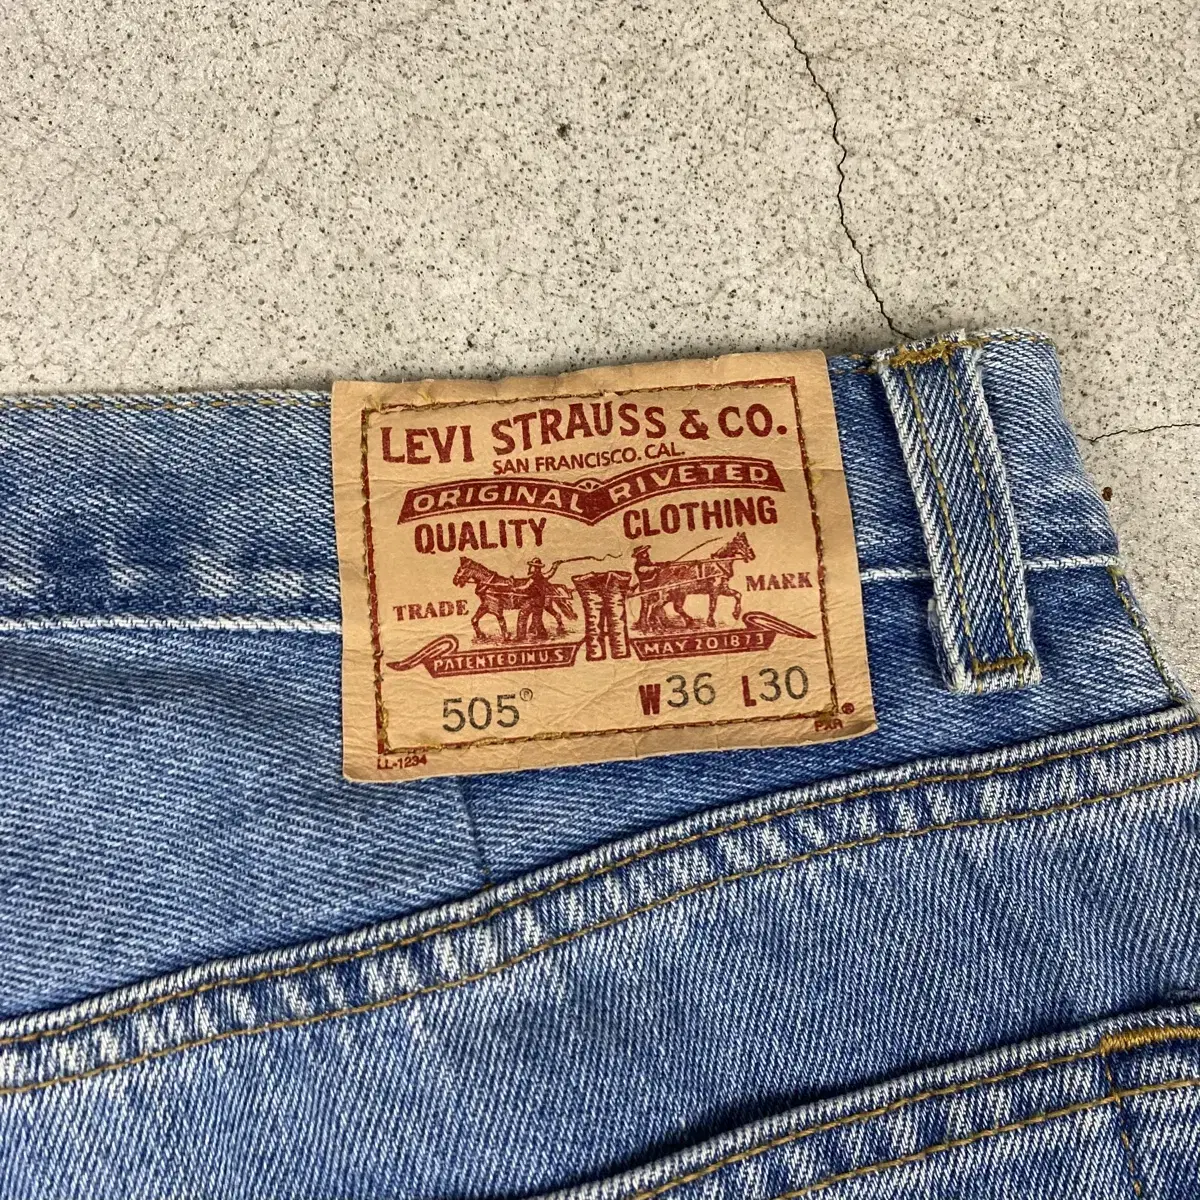 LEVI STRAUSS & CO.
SAN FRANCISCO. CAL.
ORIGINAL RIVETED
QUALITY CLOTHING
TRADE MARK
PATENTED IN U.S. MAY 20 1873
505® W36 L30
LL-1234 ®